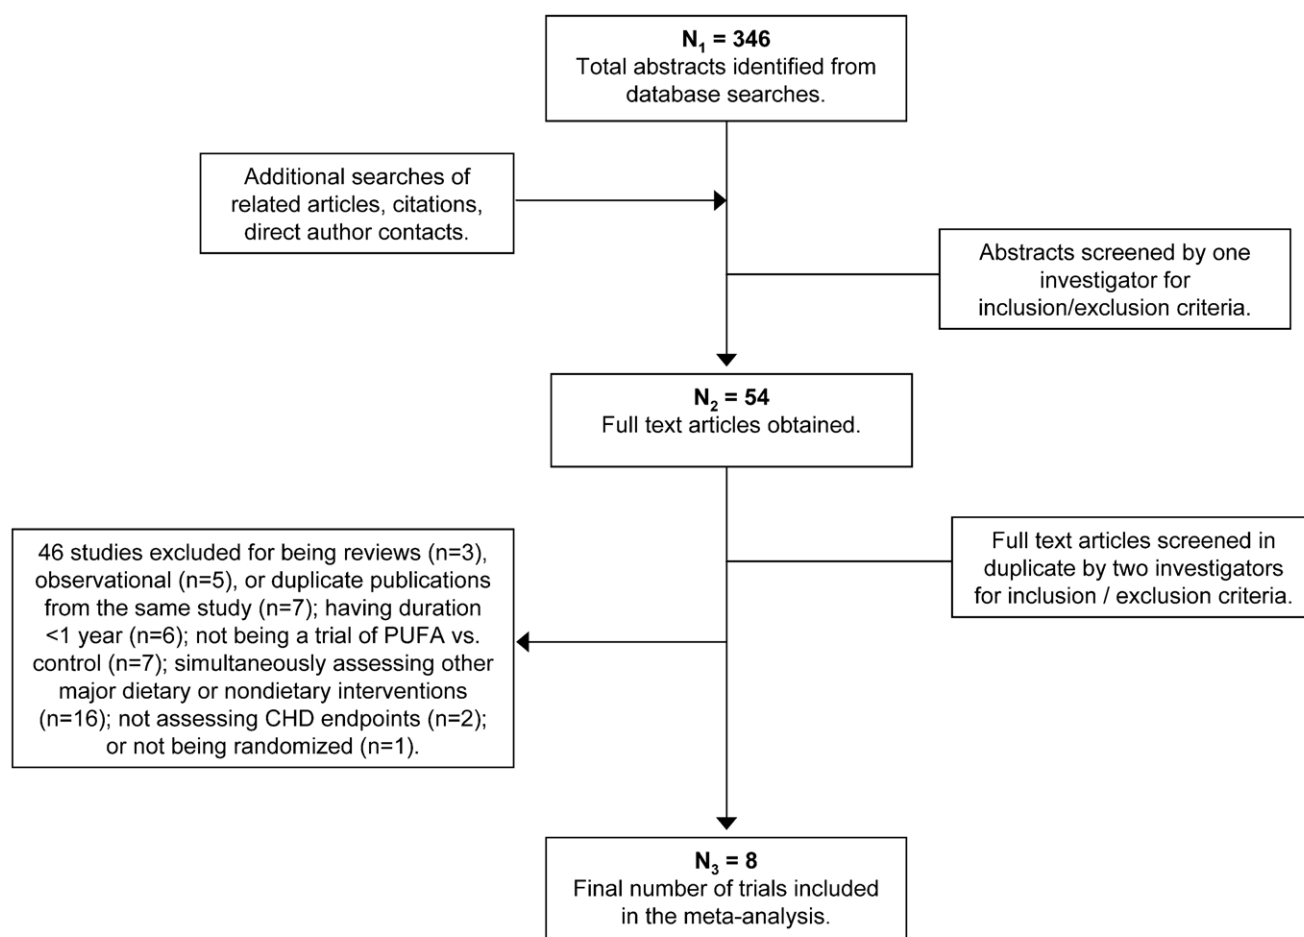 N₁ = 346
Total abstracts identified from
database searches.
Additional searches of
related articles, citations,
direct author contacts.
Abstracts screened by one
investigator for
inclusion/exclusion criteria.
N₂ = 54
Full text articles obtained.
46 studies excluded for being reviews (n=3),
observational (n=5), or duplicate publications
from the same study (n=7); having duration
<1 year (n=6); not being a trial of PUFA vs.
control (n=7); simultaneously assessing other
major dietary or nondietary interventions
(n=16); not assessing CHD endpoints (n=2);
or not being randomized (n=1).
Full text articles screened in
duplicate by two investigators
for inclusion / exclusion criteria.
N₃ = 8
Final number of trials included
in the meta-analysis.